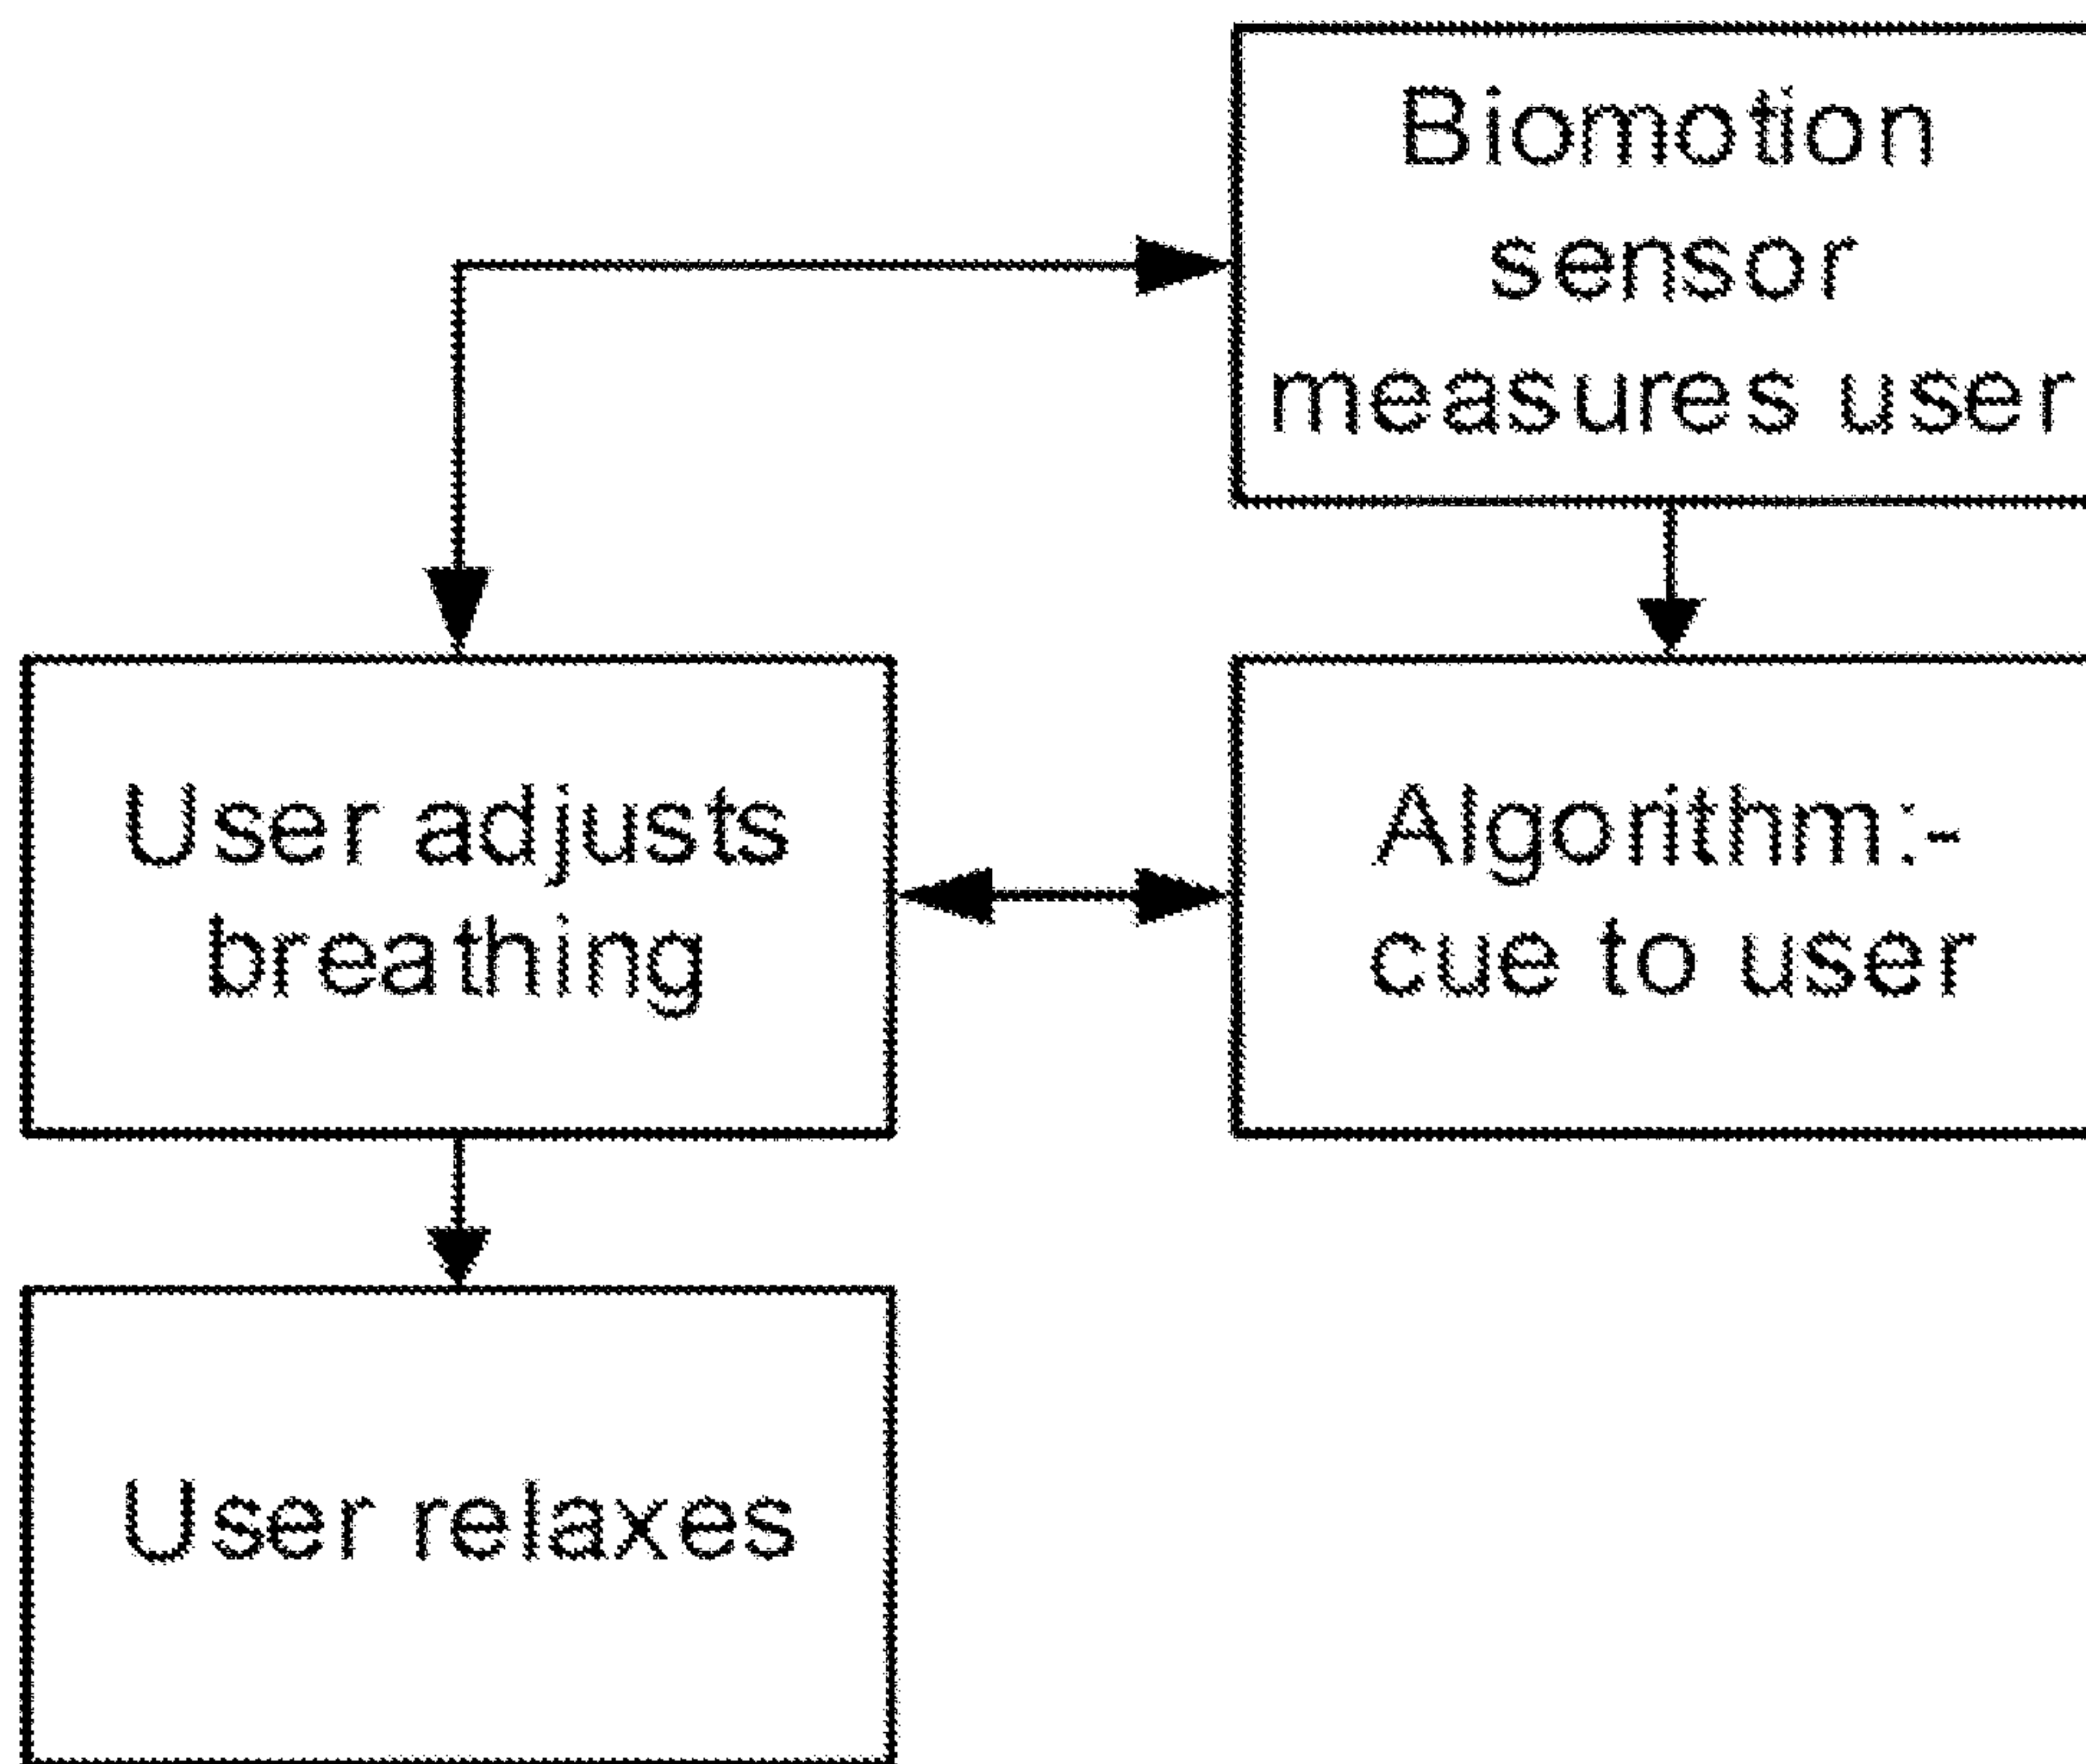 Biomotion
sensor
measures user
User adjusts
breathing
Algorithm:-
cue to user
User relaxes